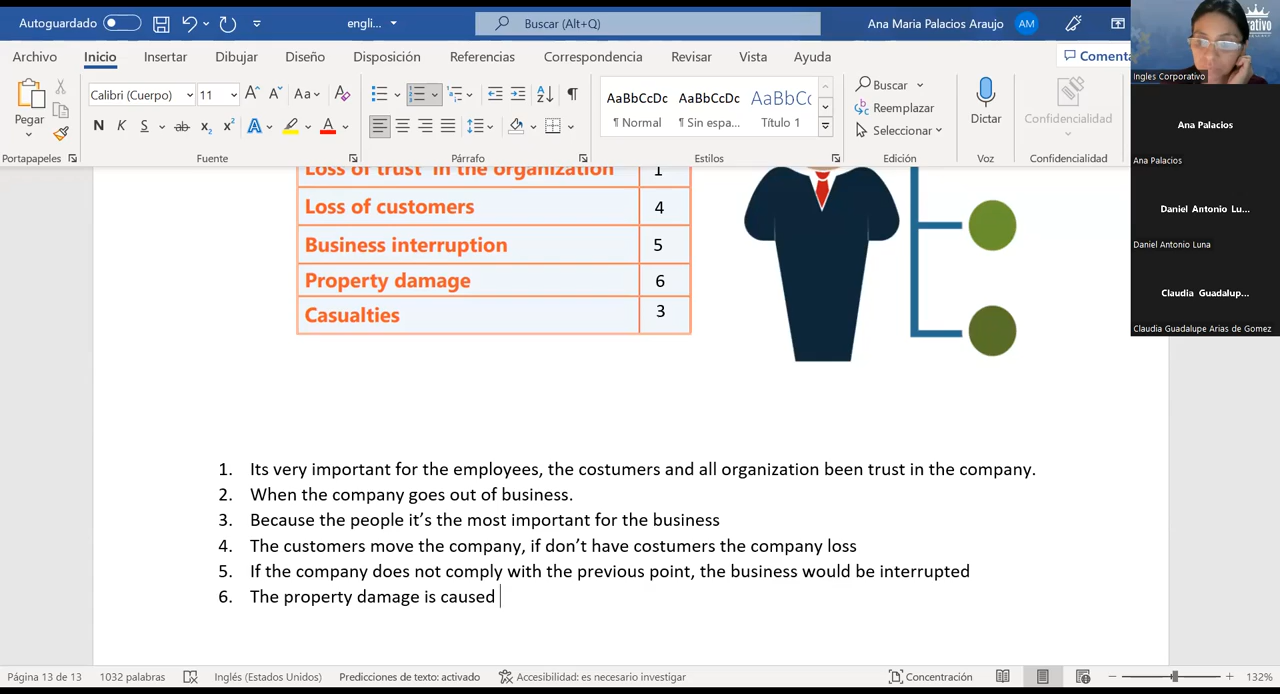 Autoguardado
engli...
Buscar (Alt+Q)
Ana Maria Palacios Araujo
AM
Archivo
Inicio
Insertar
Dibujar
Diseño
Disposición
Referencias
Correspondencia
Revisar
Vista
Ayuda
Comenta
Pegar
Calibri (Cuerpo)
11
Aa
N K S ab x₂ x²
AaBbCcDc AaBbCcDc AaBbCc
¶ Normal
¶ Sin espa...
Título 1
Buscar
Reemplazar
Seleccionar
Dictar
Confidencialidad
Portapapeles
Fuente
Párrafo
Estilos
Edición
Voz
Confidencialidad
Loss of trust in the organization 1
Loss of customers 4
Business interruption 5
Property damage 6
Casualties 3
1. Its very important for the employees, the costumers and all organization been trust in the company.
2. When the company goes out of business.
3. Because the people it's the most important for the business
4. The customers move the company, if don't have costumers the company loss
5. If the company does not comply with the previous point, the business would be interrupted
6. The property damage is caused
Ingles Corporativo
Ana Palacios
Ana Palacios
Daniel Antonio Lu...
Daniel Antonio Luna
Claudia Guadalup...
Claudia Guadalupe Arias de Gomez
Página 13 de 13
1032 palabras
Inglés (Estados Unidos)
Predicciones de texto: activado
Accesibilidad: es necesario investigar
Concentración
132%